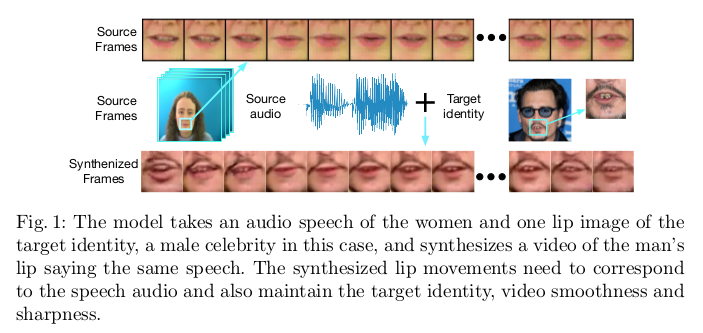 Source
Frames
Source
Frames
Source
audio
Target
identity
Synthenized
Frames
Fig. 1: The model takes an audio speech of the women and one lip image of the
target identity, a male celebrity in this case, and synthesizes a video of the man's
lip saying the same speech. The synthesized lip movements need to correspond
to the speech audio and also maintain the target identity, video smoothness and
sharpness.